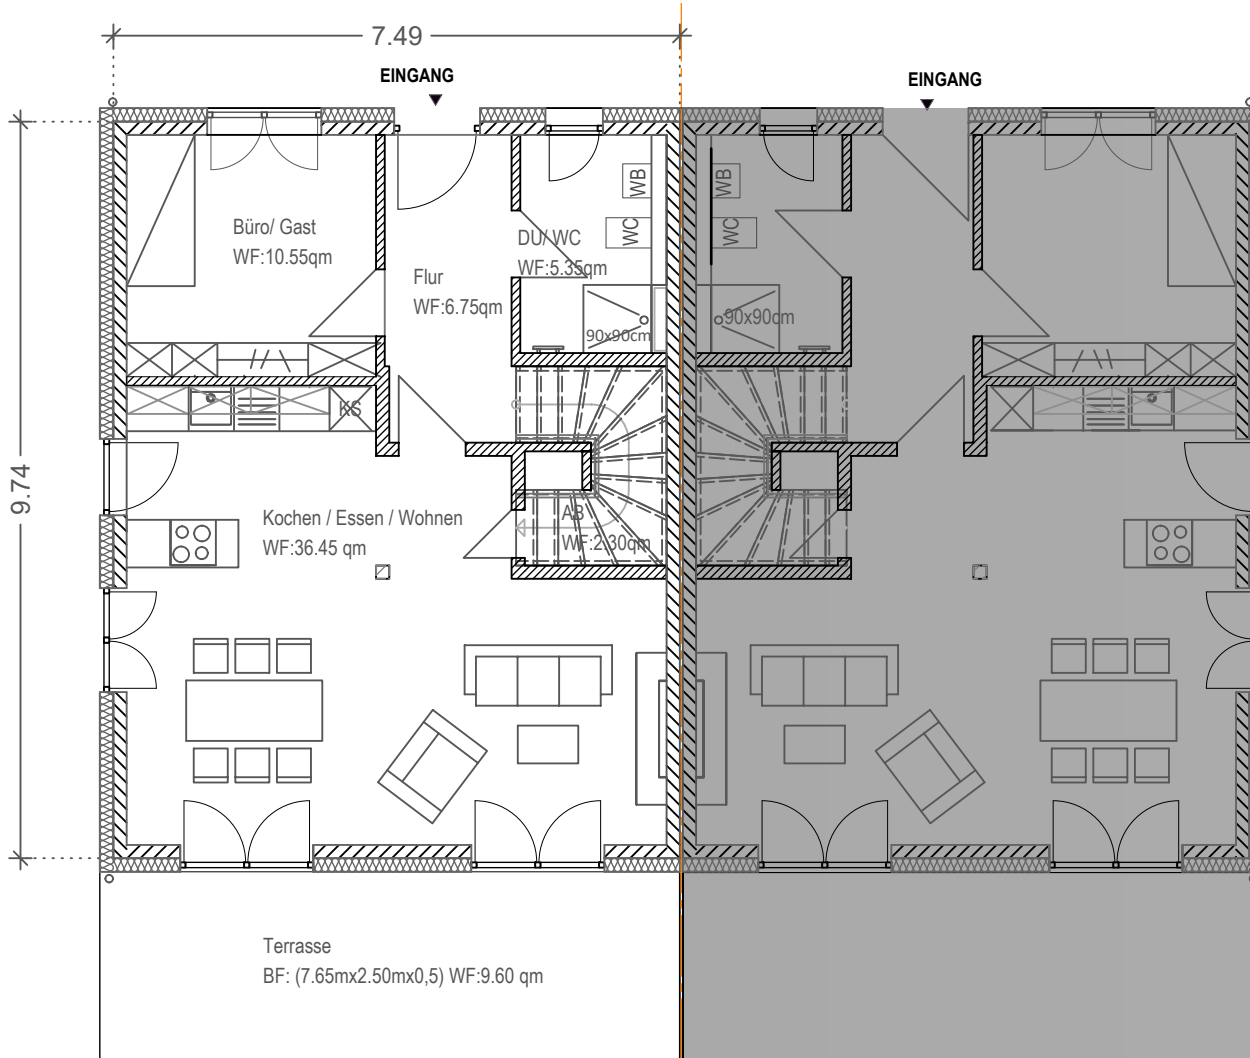 7.49
EINGANG
EINGANG
WB
WB
Büro/ Gast
WF:10.55qm
WC
WC
DU/ WC
WF:5.35qm
Flur
WF:6.75qm
90x90cm
90x90cm
KS
9.74
Kochen / Essen / Wohnen
WF:36.45 qm
AB
WF:2.30qm
Terrasse
BF: (7.65mx2.50mx0,5) WF:9.60 qm